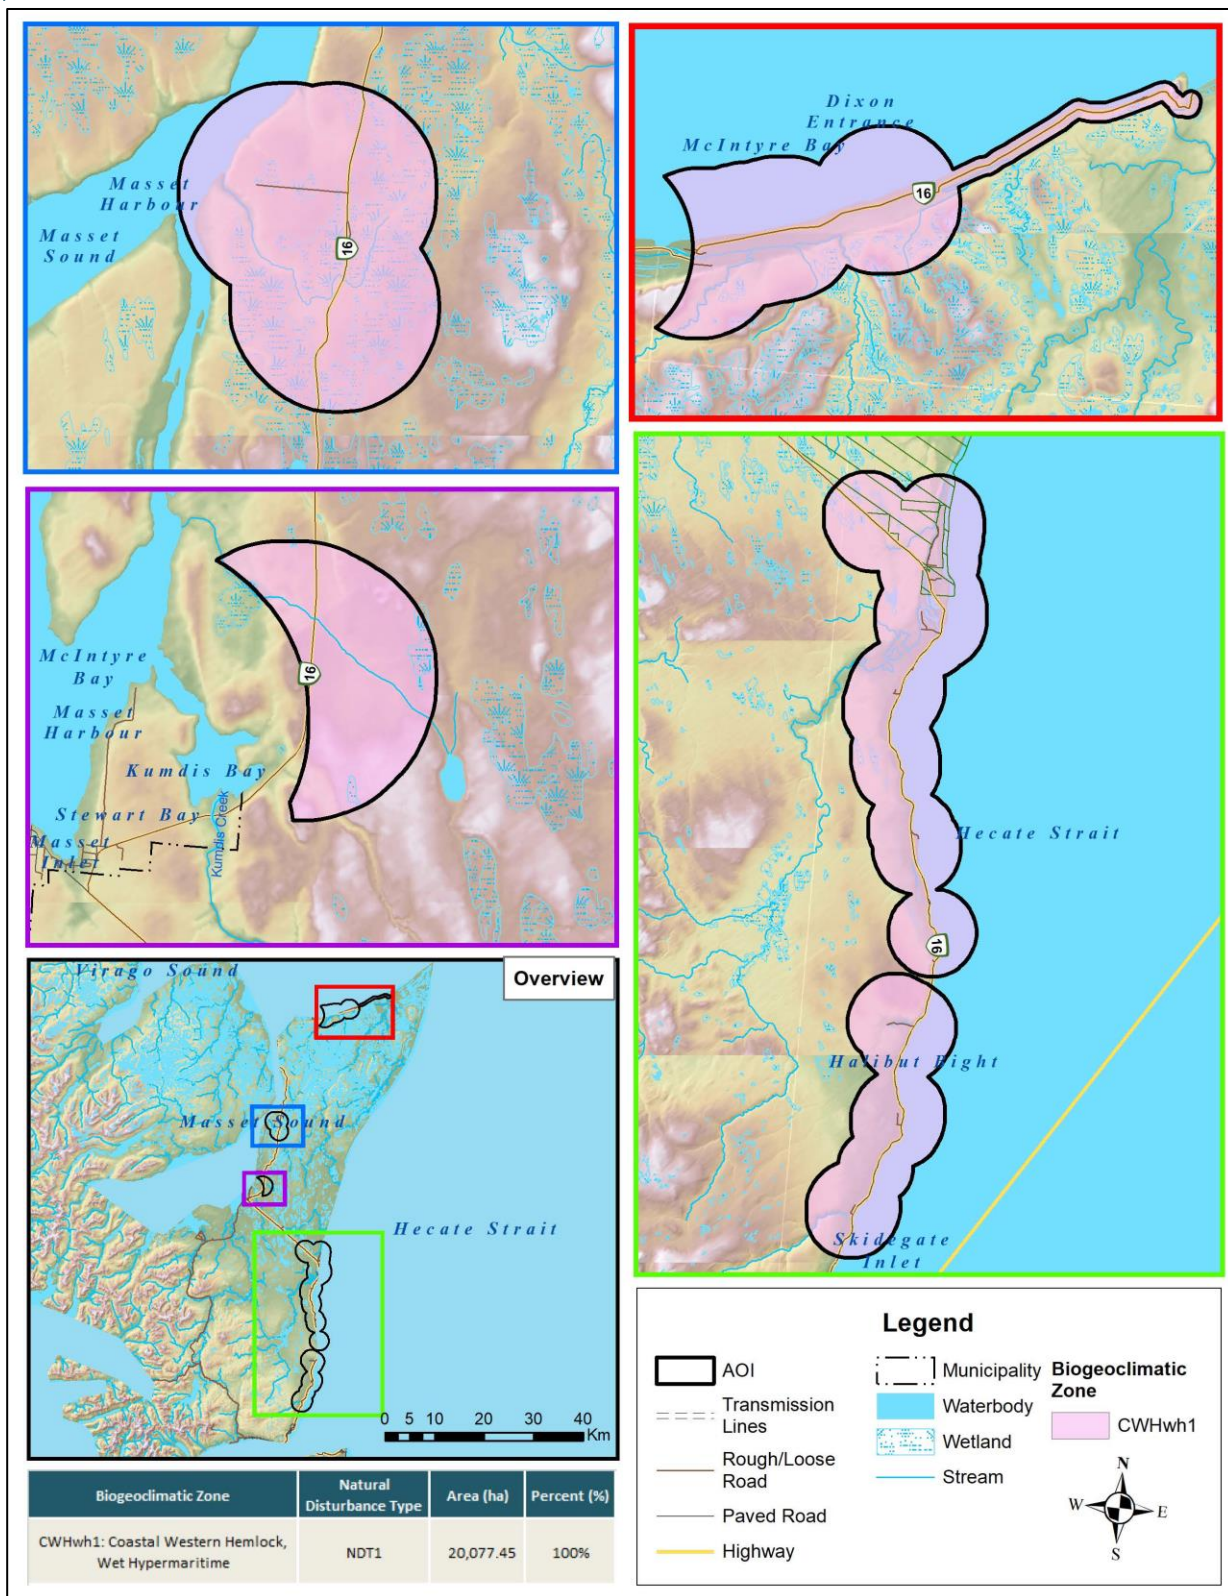 Masset
Harbour
Masset
Sound
16
Dixon
Entrance
McIntyre Bay
16
McIntyre
Bay
Masset
Harbour
Kumdis Bay
Stewart Bay
Masset
Inlet
Kumdis Creek
16
Hecate Strait
16
Halibut Bight
Skidegate
Inlet
Overview
Virago Sound
Masset Sound
Hecate Strait
0 5 10 20 30 40
Km
Biogeoclimatic Zone
Natural
Disturbance Type
Area (ha)
Percent (%)
CWHwh1: Coastal Western Hemlock,
Wet Hypermaritime
NDT1
20,077.45
100%
Legend
AOI
Transmission
Lines
Rough/Loose
Road
Paved Road
Highway
Municipality
Waterbody
Wetland
Stream
Biogeoclimatic
Zone
CWHwh1
N
W
E
S